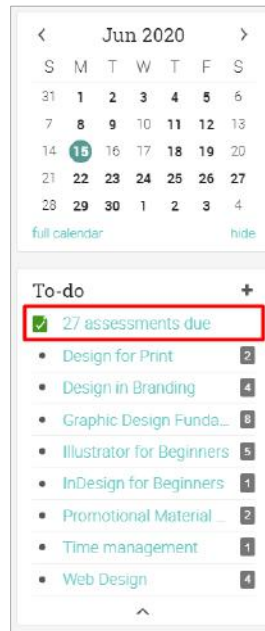 Jun 2020
S M T W T F S
31 1 2 3 4 5 6
7 8 9 10 11 12 13
14 15 16 17 18 19 20
21 22 23 24 25 26 27
28 29 30 1 2 3 4
full calendar hide
To-do +
27 assessments due
Design for Print 2
Design in Branding 4
Graphic Design Funda... 8
Illustrator for Beginners 5
InDesign for Beginners 1
Promotional Material ... 2
Time management 1
Web Design 4